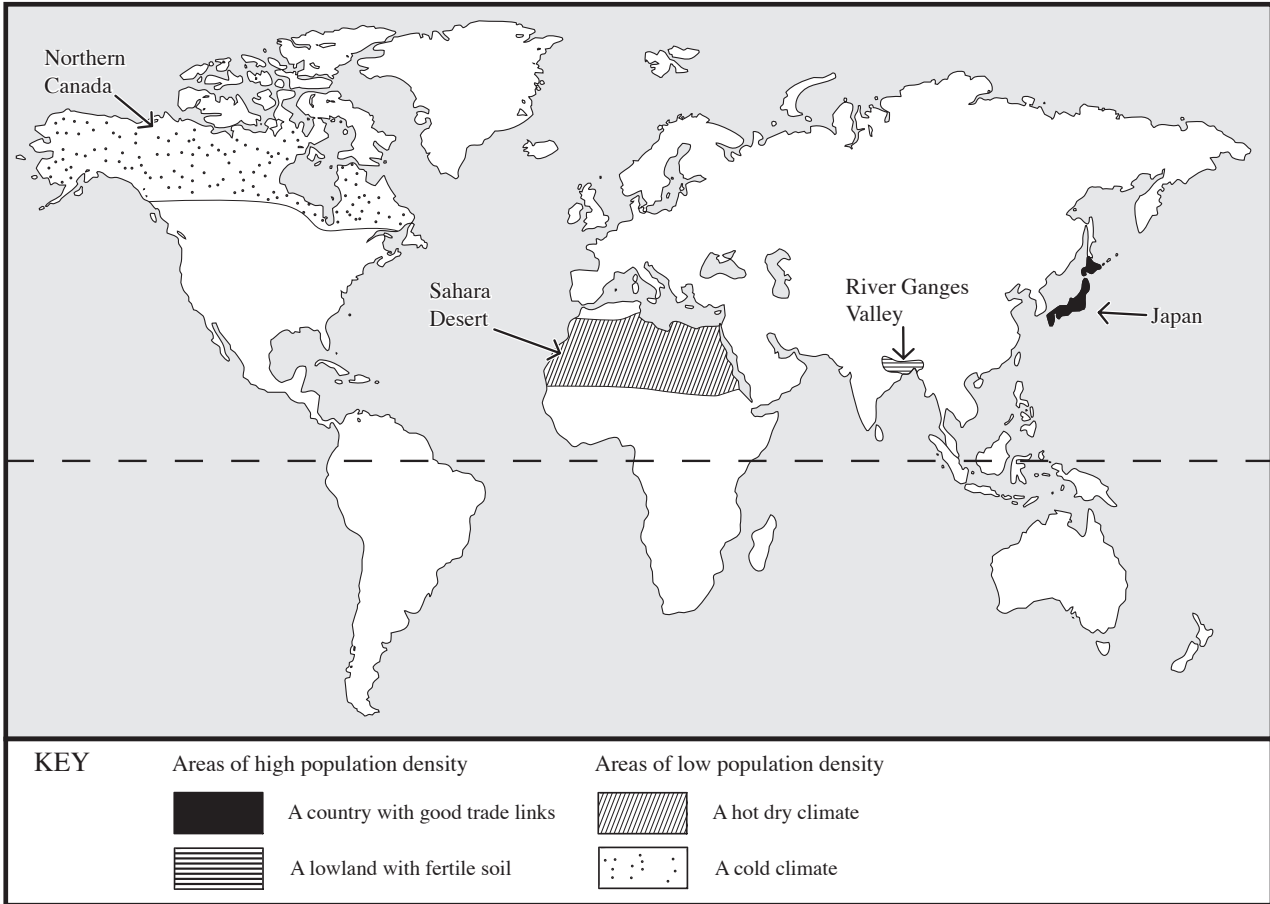 Northern
Canada
Sahara
Desert
River Ganges
Valley
Japan
KEY
Areas of high population density
A country with good trade links
A lowland with fertile soil
Areas of low population density
A hot dry climate
A cold climate